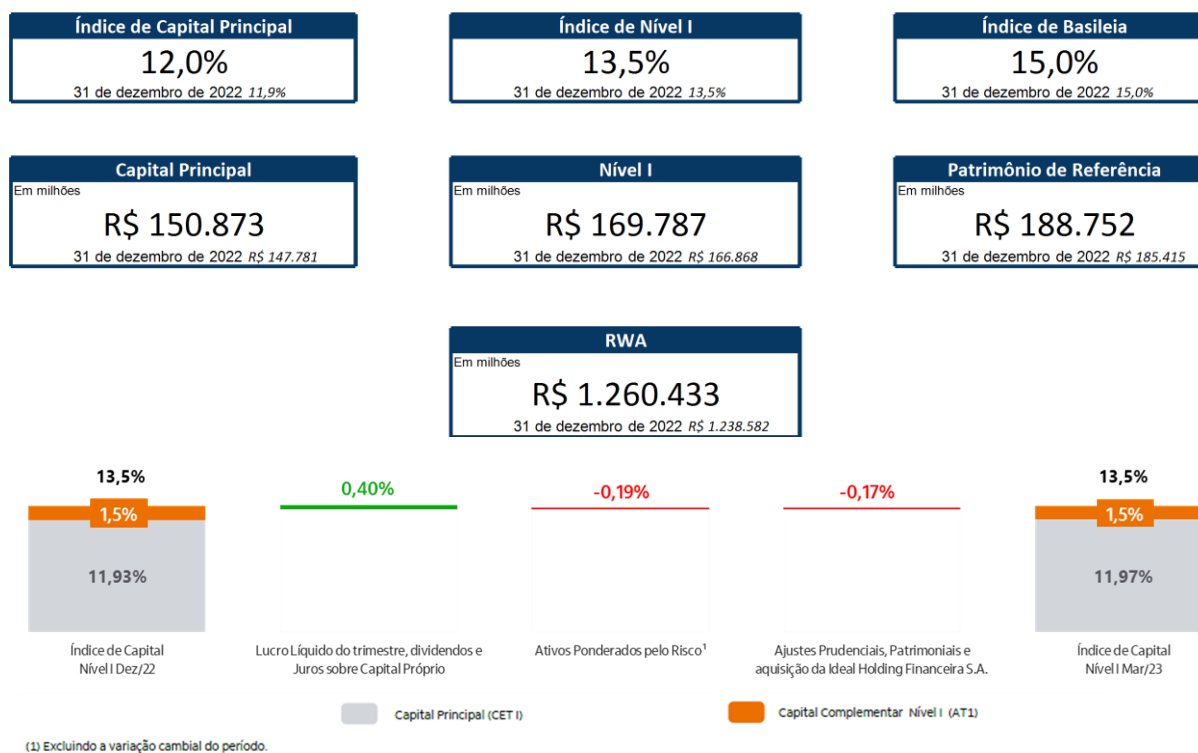 Índice de Capital Principal
12,0%
31 de dezembro de 2022 11,9%
Índice de Nível I
13,5%
31 de dezembro de 2022 13,5%
Índice de Basileia
15,0%
31 de dezembro de 2022 15,0%
Capital Principal
Em milhões
R$ 150.873
31 de dezembro de 2022 R$ 147.781
Nível I
Em milhões
R$ 169.787
31 de dezembro de 2022 R$ 166.868
Patrimônio de Referência
Em milhões
R$ 188.752
31 de dezembro de 2022 R$ 185.415
RWA
Em milhões
R$ 1.260.433
31 de dezembro de 2022 R$ 1.238.582
13,5%
1,5%
11,93%
Índice de Capital
Nível I Dez/22
0,40%
Lucro Líquido do trimestre, dividendos e
Juros sobre Capital Próprio
-0,19%
Ativos Ponderados pelo Risco¹
-0,17%
Ajustes Prudenciais, Patrimoniais e
aquisição da Ideal Holding Financeira S.A.
13,5%
1,5%
11,97%
Índice de Capital
Nível I Mar/23
Capital Principal (CET I)
Capital Complementar Nível I (AT1)
(1) Excluindo a variação cambial do período.